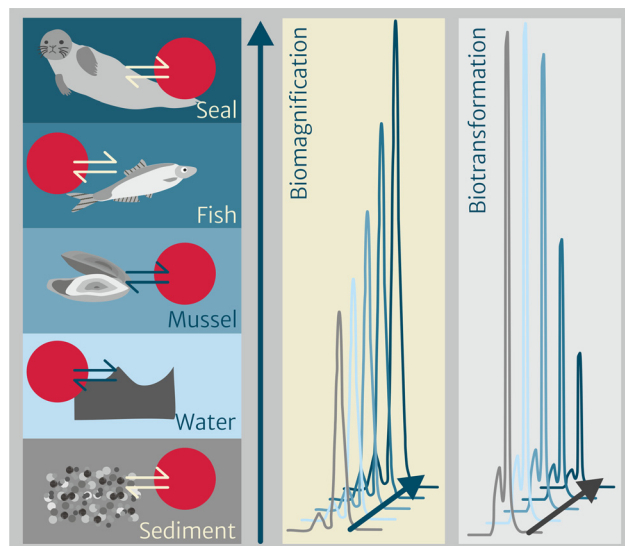 Seal
Fish
Mussel
Water
Sediment
Biomagnification
Biotransformation